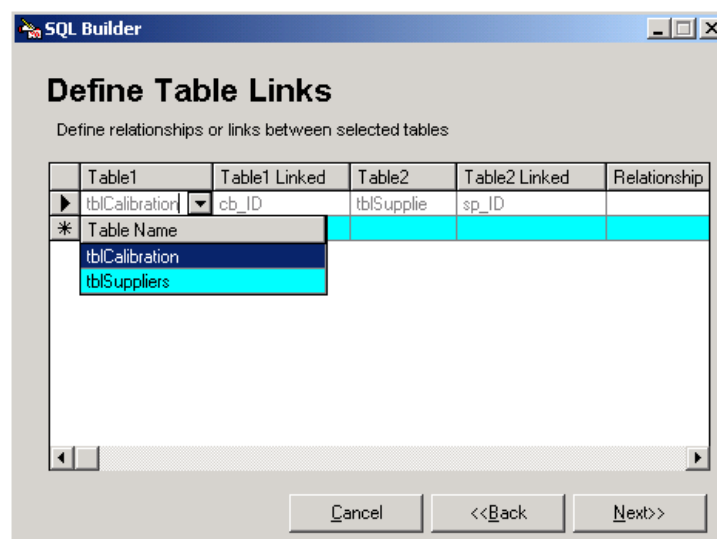 SQL Builder
Define Table Links
Define relationships or links between selected tables
Table1 Table1 Linked Table2 Table2 Linked Relationship
tblCalibration cb_ID tblSupplie sp_ID
Table Name
tblCalibration
tblSuppliers
Cancel <<Back Next>>